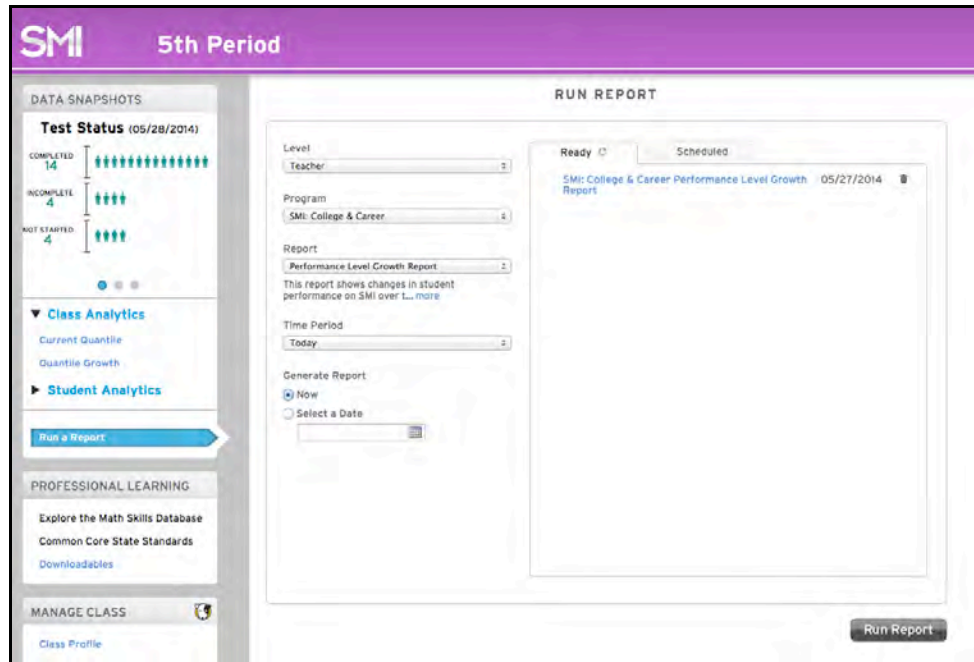 SMI
5th Period
DATA SNAPSHOTS
Test Status (05/28/2014)
COMPLETED
14
INCOMPLETE
4
NOT STARTED
4
▼ Class Analytics
Current Quantile
Quantile Growth
▶ Student Analytics
Run a Report
PROFESSIONAL LEARNING
Explore the Math Skills Database
Common Core State Standards
Downloadables
MANAGE CLASS
Class Profile
RUN REPORT
Level
Teacher
Program
SMI: College & Career
Report
Performance Level Growth Report
This report shows changes in student
performance on SMI over t... more
Time Period
Today
Generate Report
Now
Select a Date
Ready
Scheduled
SMI: College & Career Performance Level Growth 05/27/2014
Report
Run Report